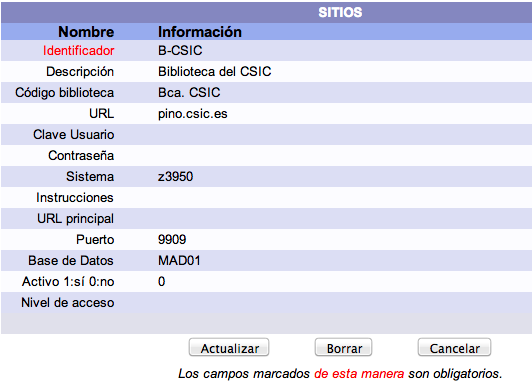 SITIOS
Nombre Información
Identificador B-CSIC
Descripción Biblioteca del CSIC
Código biblioteca Bca. CSIC
URL pino.csic.es
Clave Usuario
Contraseña
Sistema z3950
Instrucciones
URL principal
Puerto 9909
Base de Datos MAD01
Activo 1:sí 0:no 0
Nivel de acceso
Actualizar Borrar Cancelar
Los campos marcados de esta manera son obligatorios.